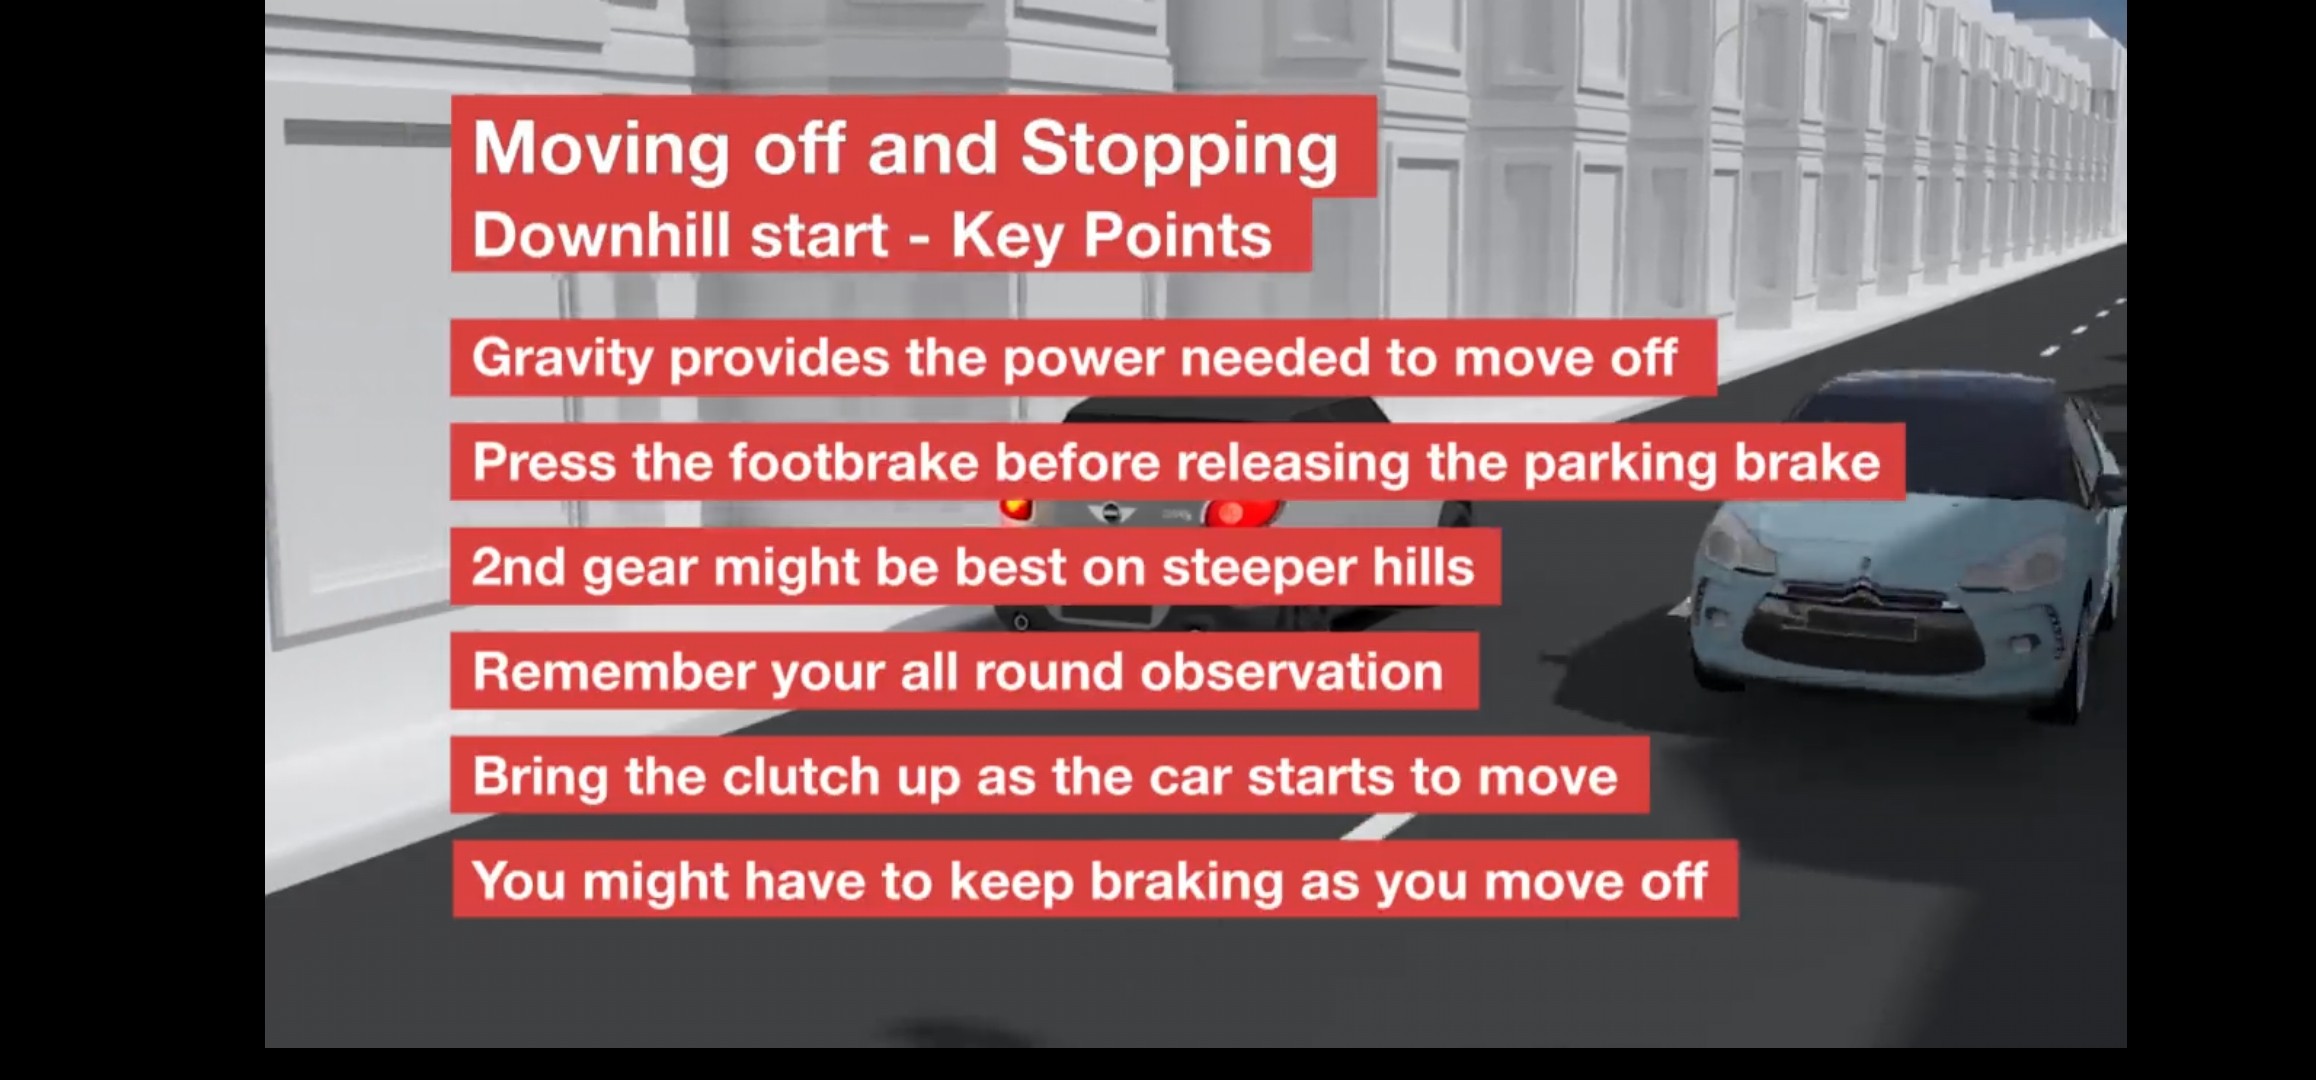 Moving off and Stopping
Downhill start - Key Points
Gravity provides the power needed to move off
Press the footbrake before releasing the parking brake
2nd gear might be best on steeper hills
Remember your all round observation
Bring the clutch up as the car starts to move
You might have to keep braking as you move off